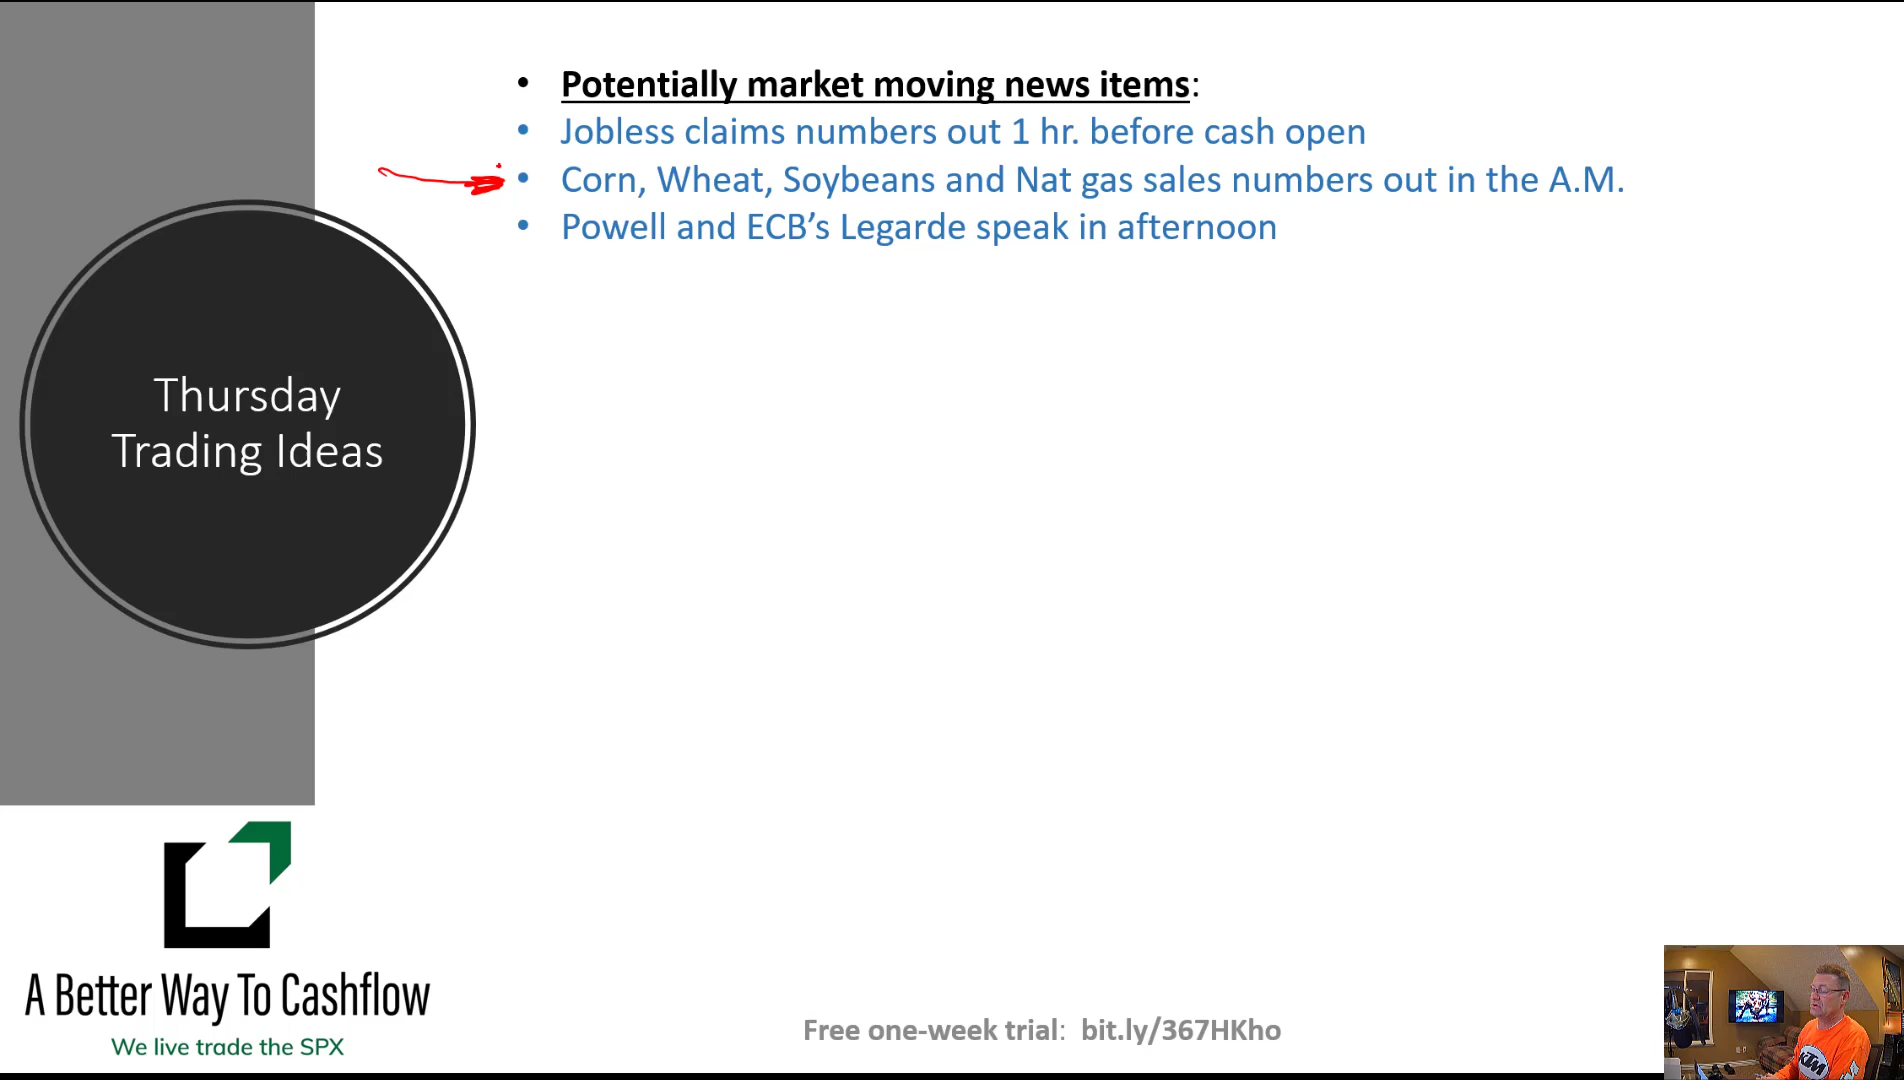 • Potentially market moving news items:
• Jobless claims numbers out 1 hr. before cash open
• Corn, Wheat, Soybeans and Nat gas sales numbers out in the A.M.
• Powell and ECB’s Legarde speak in afternoon
Thursday
Trading Ideas
A Better Way To Cashflow
We live trade the SPX
Free one-week trial: bit.ly/367HKho
KTM